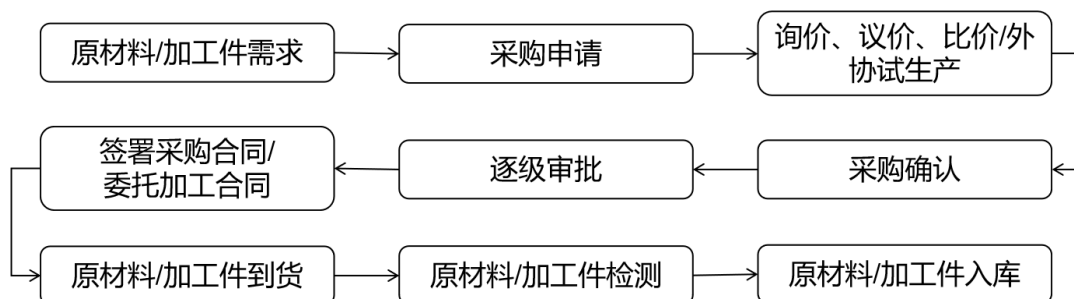 原材料/加工件需求
采购申请
询价、议价、比价/外
协试生产
采购确认
逐级审批
签署采购合同/
委托加工合同
原材料/加工件到货
原材料/加工件检测
原材料/加工件入库